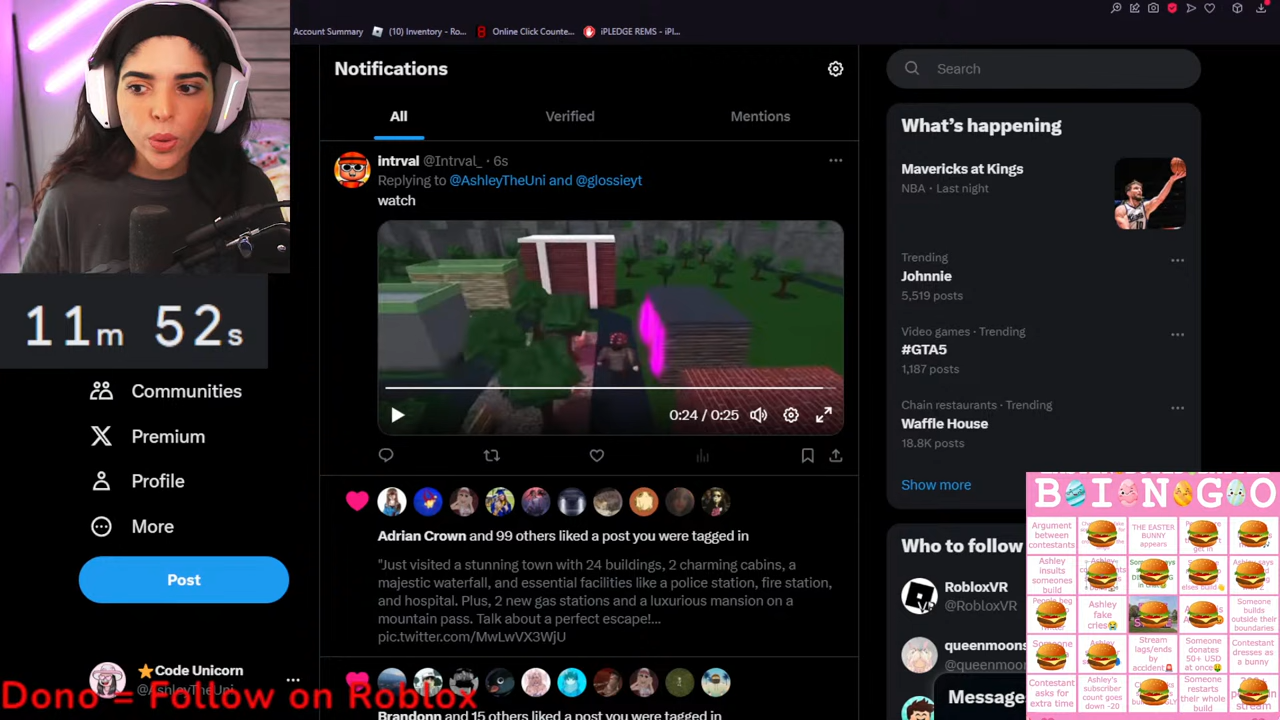 Account Summary
(10) Inventory - Ro...
Online Click Counte...
iPLEDGE REMS - iPl...
Notifications
Search
All
Verified
Mentions
What's happening
intrval @Intrval_ · 6s
Replying to @AshleyTheUni and @glossieyt
watch
Mavericks at Kings
NBA · Last night
Trending
Johnnie
5,519 posts
11m 52s
Video games · Trending
#GTA5
1,187 posts
Communities
0:24 / 0:25
Chain restaurants · Trending
Waffle House
18.8K posts
Premium
Profile
Show more
More
Adrian Crown and 99 others liked a post you were tagged in
"Just visited a stunning town with 24 buildings, 2 charming cabins, a
majestic waterfall, and essential facilities like a police station, fire station,
and hospital. Plus, 2 new gas stations and a luxurious mansion on a
mountain pass. Talk about a perfect escape!...
pic.twitter.com/MwLwVX3WjU
Post
Who to follow
RobloxVR
@RobloxVR
queenmoons
Messages
Code Unicorn
@AshleyTheUni
Dono = Follow on Roblox
Brandonn and 15 others liked a post you were tagged in
BINGO
Argument between contestants
THE EASTER BUNNY appears
Ashley insults someones build
Ashley fake cries
Someone builds outside their boundaries
Stream lags/ends by accident
Someone donates 50+ USD at once
Contestant dresses as a bunny
Contestant asks for extra time
Ashley's subscriber count goes down -20
Someone restarts their whole build